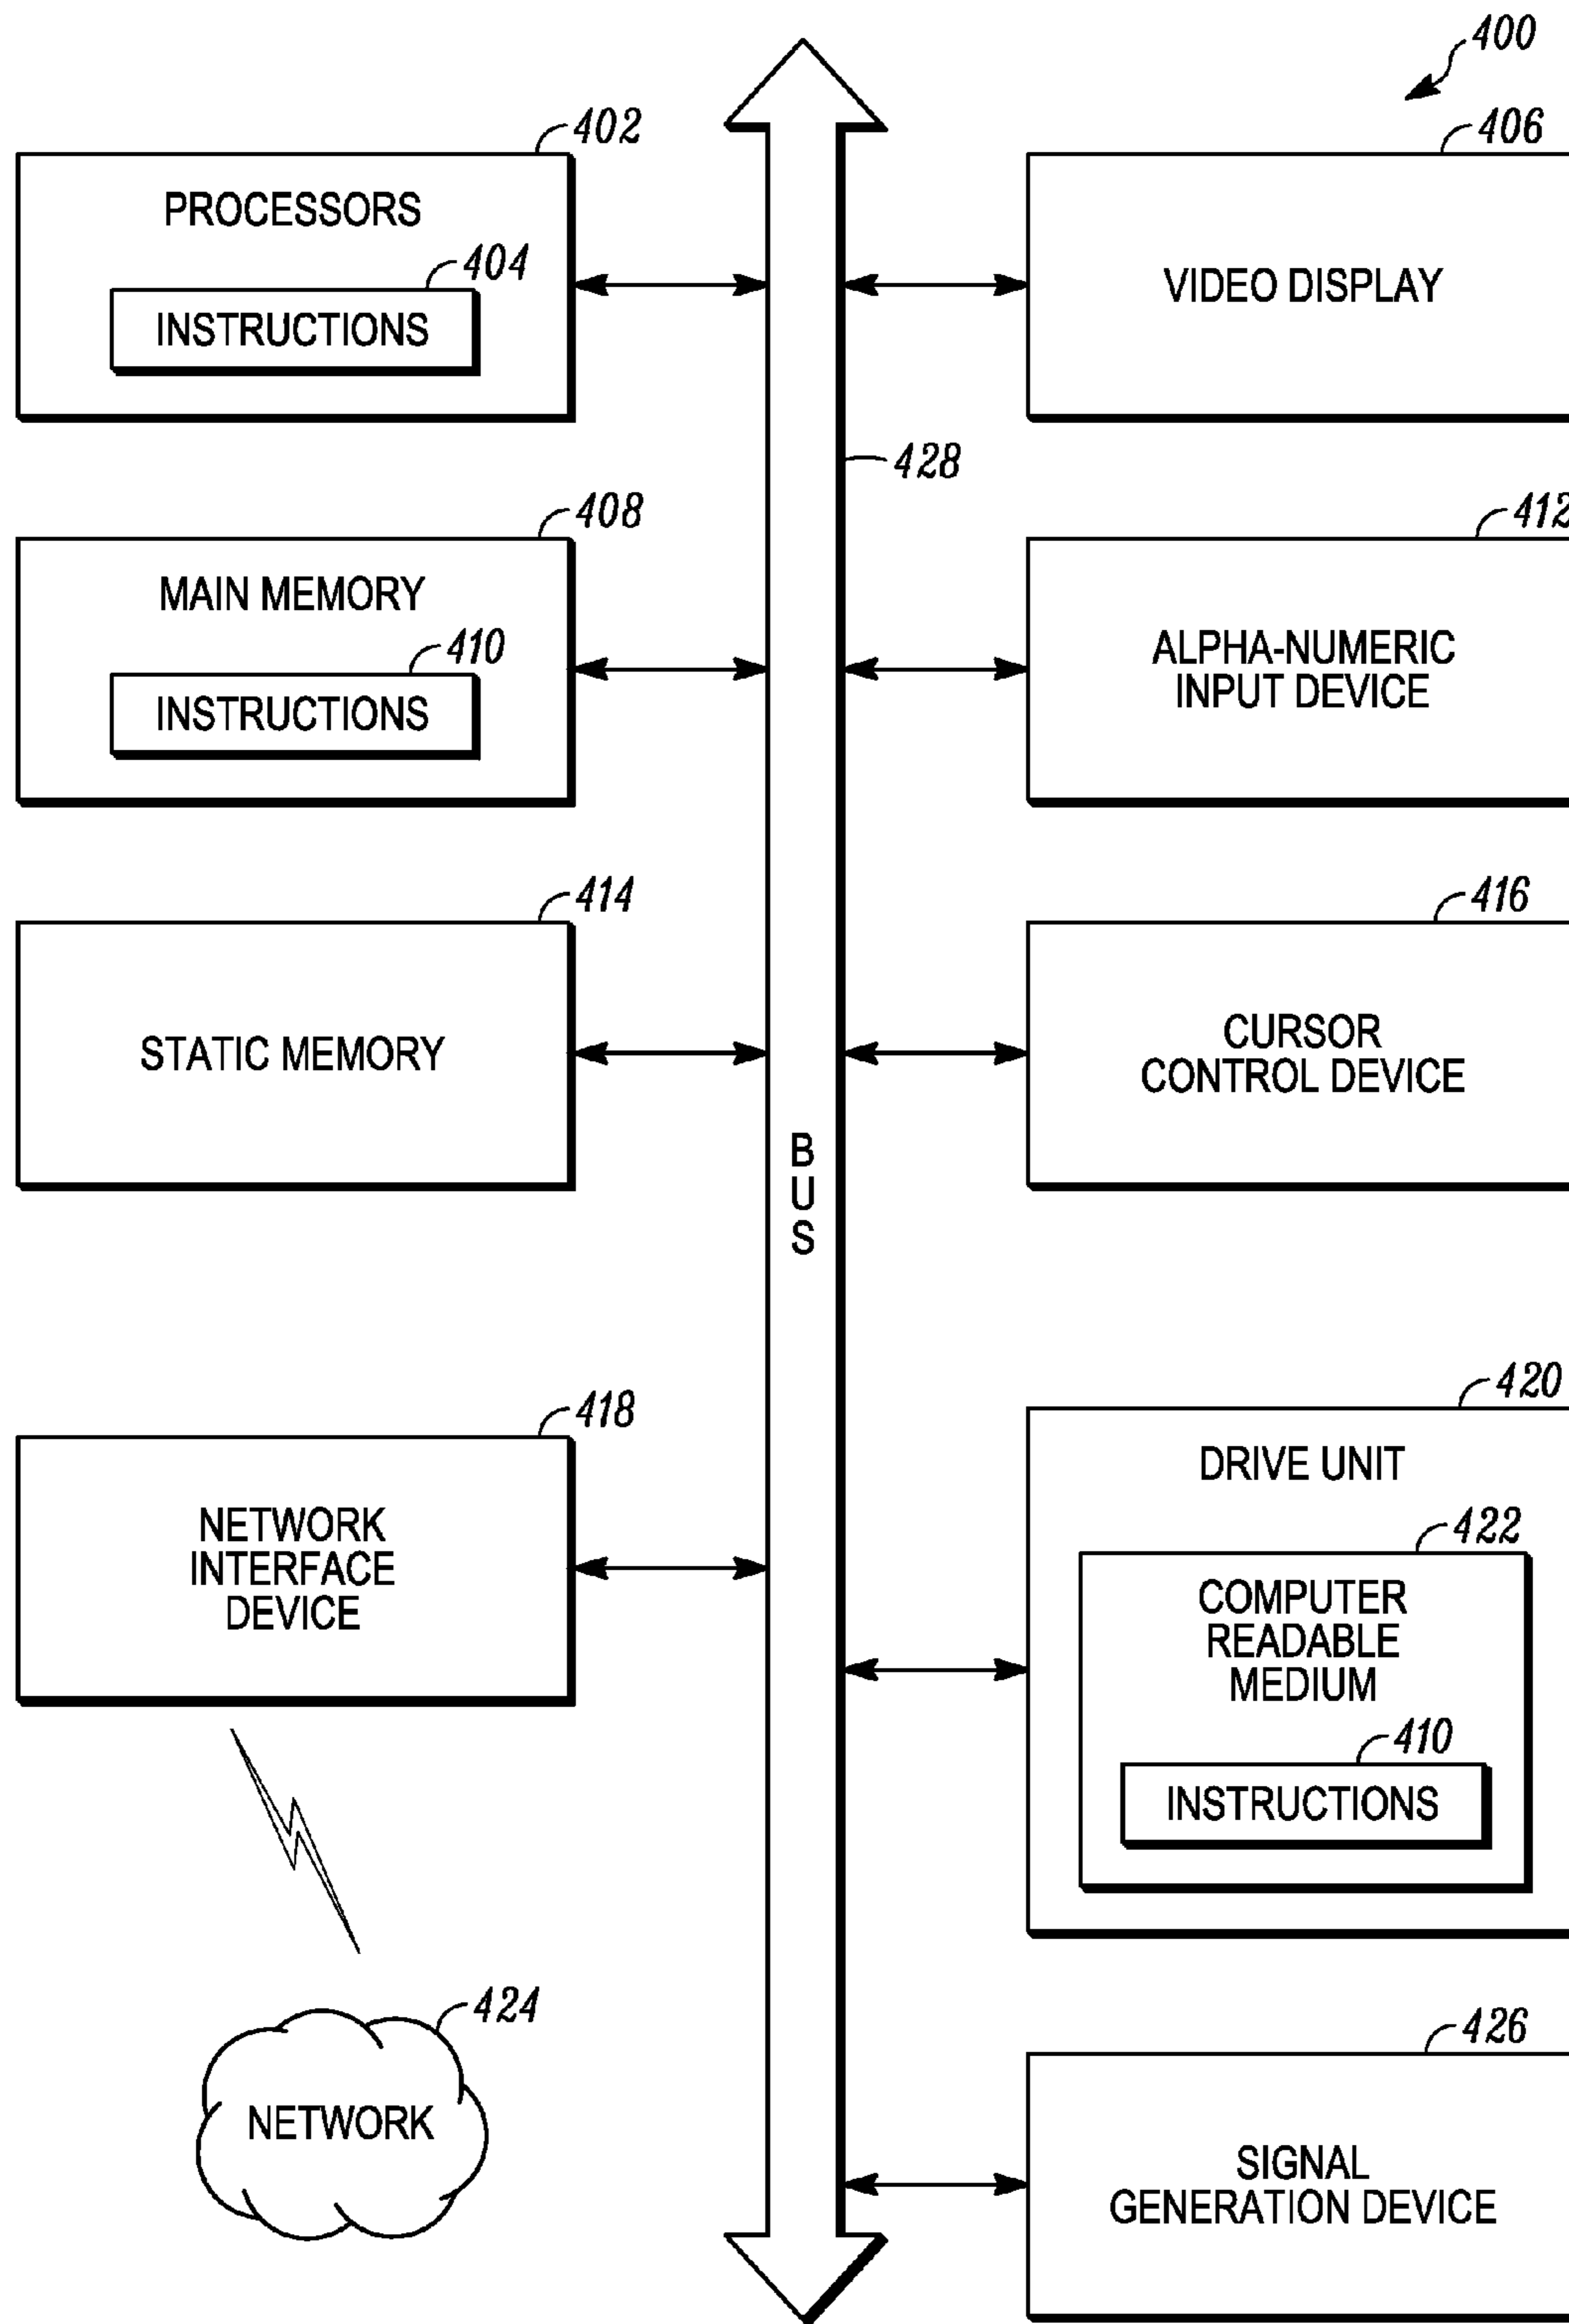 400
402
PROCESSORS
404
INSTRUCTIONS
406
VIDEO DISPLAY
428
408
MAIN MEMORY
410
INSTRUCTIONS
412
ALPHA-NUMERIC
INPUT DEVICE
414
STATIC MEMORY
416
CURSOR
CONTROL DEVICE
BUS
418
NETWORK
INTERFACE
DEVICE
420
DRIVE UNIT
422
COMPUTER
READABLE
MEDIUM
410
INSTRUCTIONS
424
NETWORK
426
SIGNAL
GENERATION DEVICE